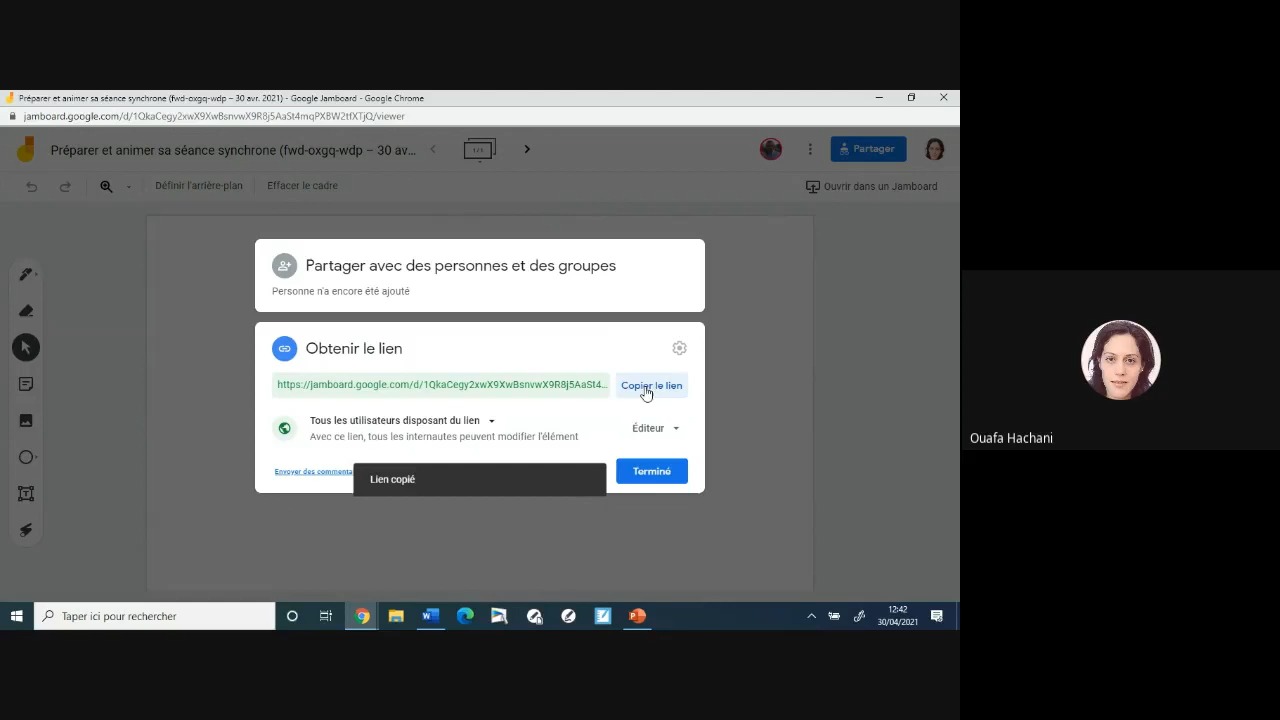 Préparer et animer sa séance synchrone (fwd-oxgq-wdp – 30 avr. 2021) - Google Jamboard - Google Chrome
jamboard.google.com/d/1QkaCegy2xwX9XwBsnvwX9R8j5AaSt4mqPXBW2tfXTjQ/viewer
Préparer et animer sa séance synchrone (fwd-oxgq-wdp – 30 av...
1/1
Partager
Définir l'arrière-plan
Effacer le cadre
Ouvrir dans un Jamboard
Partager avec des personnes et des groupes
Personne n'a encore été ajouté
Obtenir le lien
https://jamboard.google.com/d/1QkaCegy2xwX9XwBsnvwX9R8j5AaSt4...
Copier le lien
Tous les utilisateurs disposant du lien
Avec ce lien, tous les internautes peuvent modifier l'élément
Éditeur
Envoyer des commenta
Lien copié
Terminé
Ouafa Hachani
Taper ici pour rechercher
12:42
30/04/2021